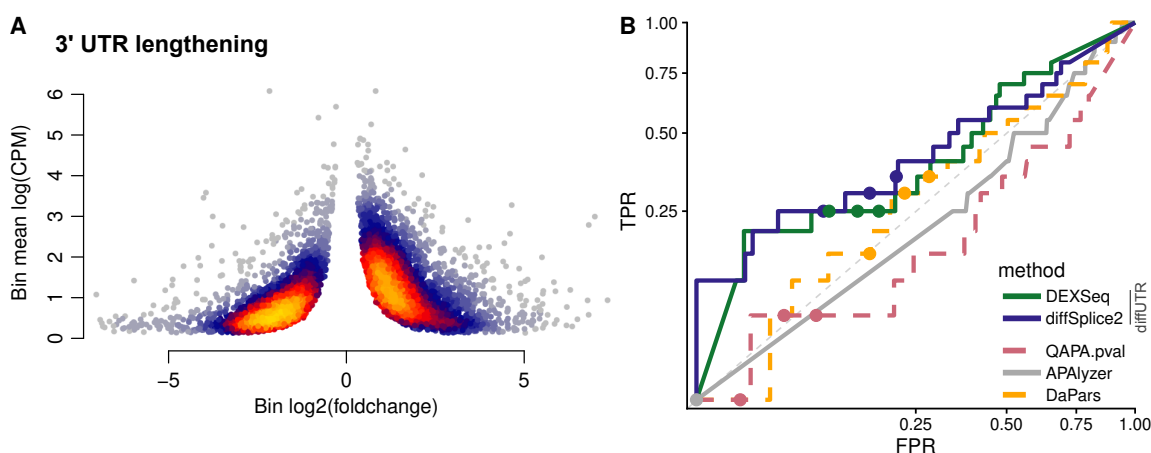 A
3' UTR lengthening
Bin mean log(CPM)
6
5
4
3
2
1
0
−5
0
5
Bin log2(foldchange)
B
TPR
1.00
0.75
0.50
0.25
method
DEXSeq
diffSplice2
diffUTR
QAPA.pval
APAlyzer
DaPars
0.25
0.50
0.75
1.00
FPR